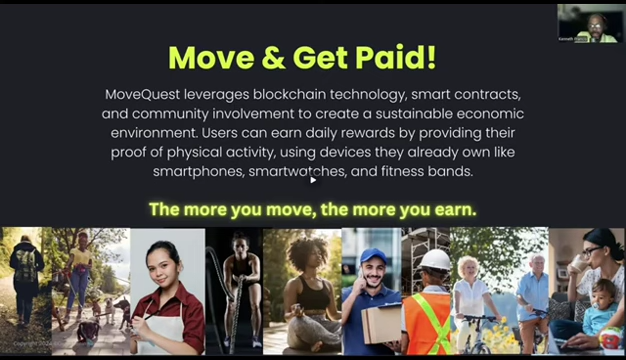 Move & Get Paid!
MoveQuest leverages blockchain technology, smart contracts,
and community involvement to create a sustainable economic
environment. Users can earn daily rewards by providing their
proof of physical activity, using devices they already own like
smartphones, smartwatches, and fitness bands.
The more you move, the more you earn.
Kenneth
Copyright